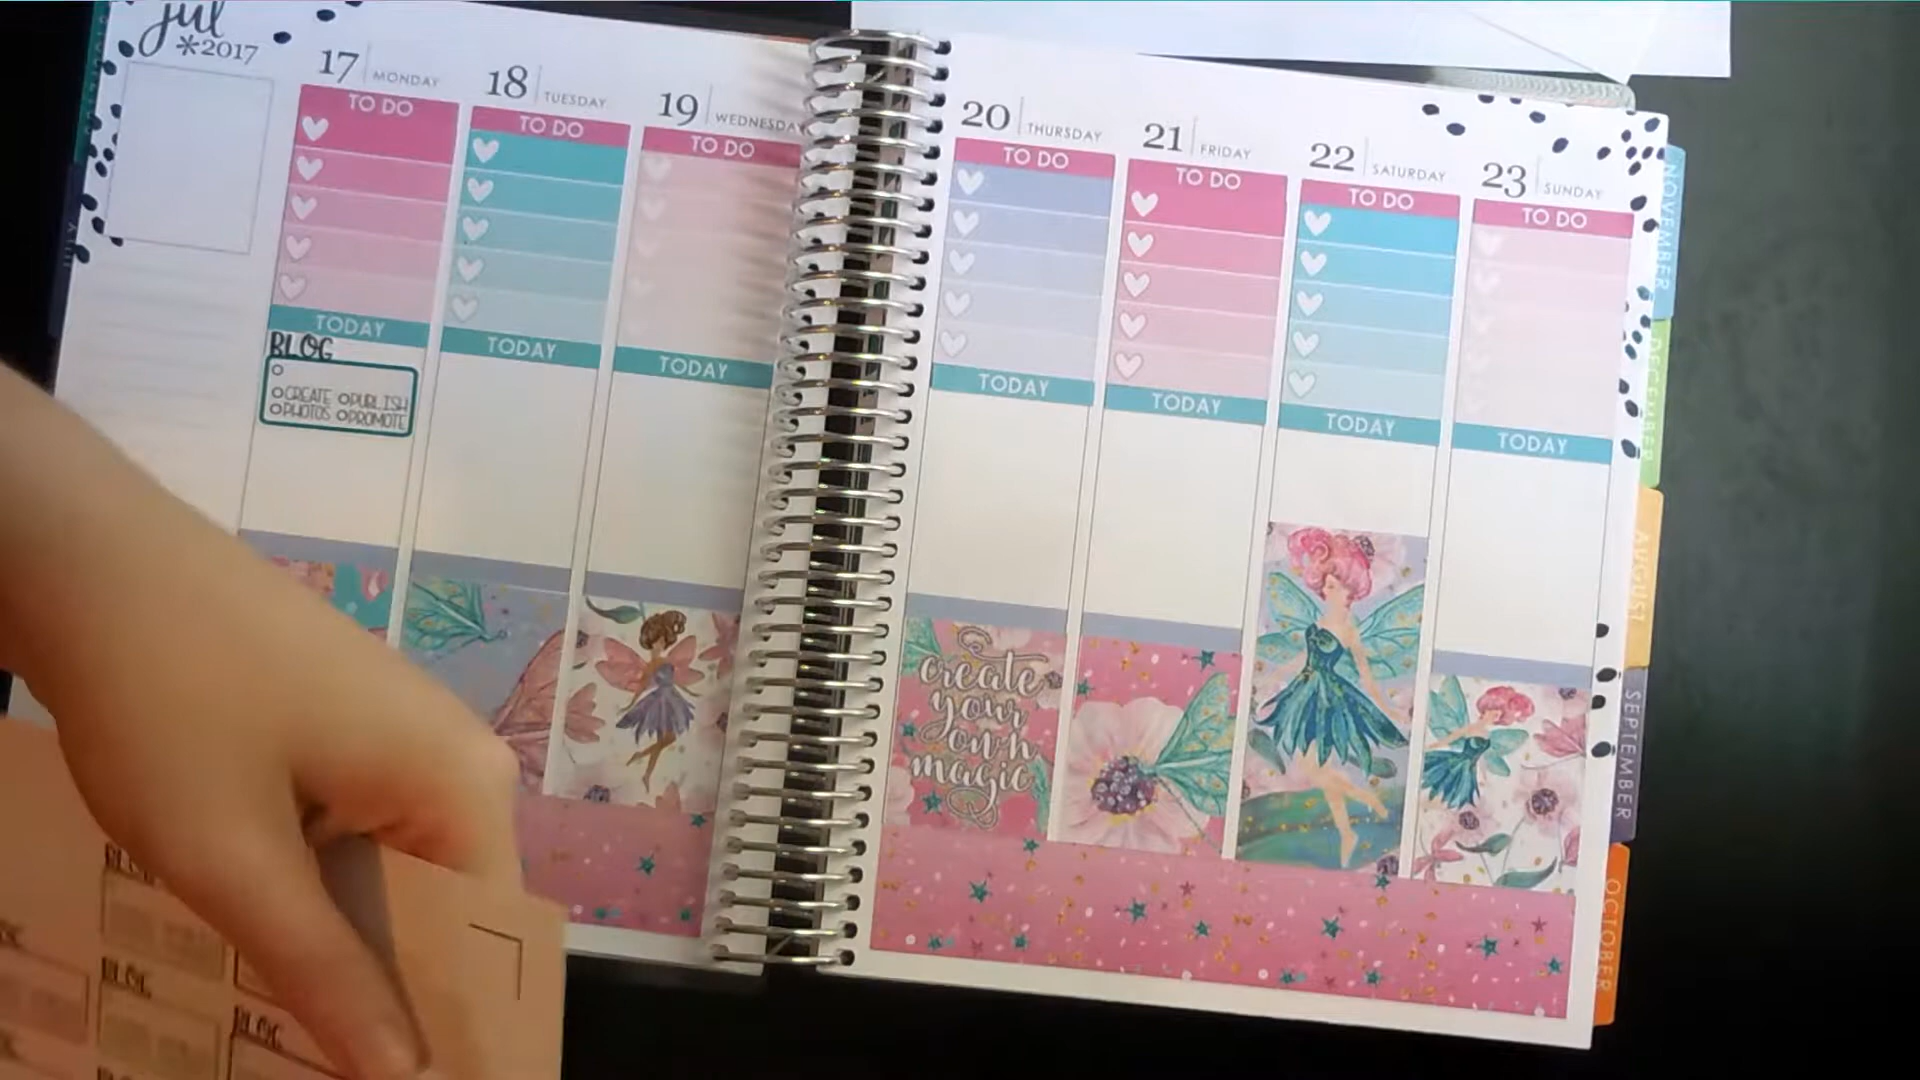 jul
*2017
17 MONDAY
18 TUESDAY
19 WEDNESDAY
20 THURSDAY
21 FRIDAY
22 SATURDAY
23 SUNDAY
TO DO
TO DO
TO DO
TO DO
TO DO
TO DO
TO DO
TODAY
TODAY
TODAY
TODAY
TODAY
TODAY
TODAY
BLOG
CREATE PUBLISH
PHOTOS PROMOTE
create
your
own
magic
NOVEMBER
DECEMBER
AUGUST
SEPTEMBER
OCTOBER
BLOG
BLOG